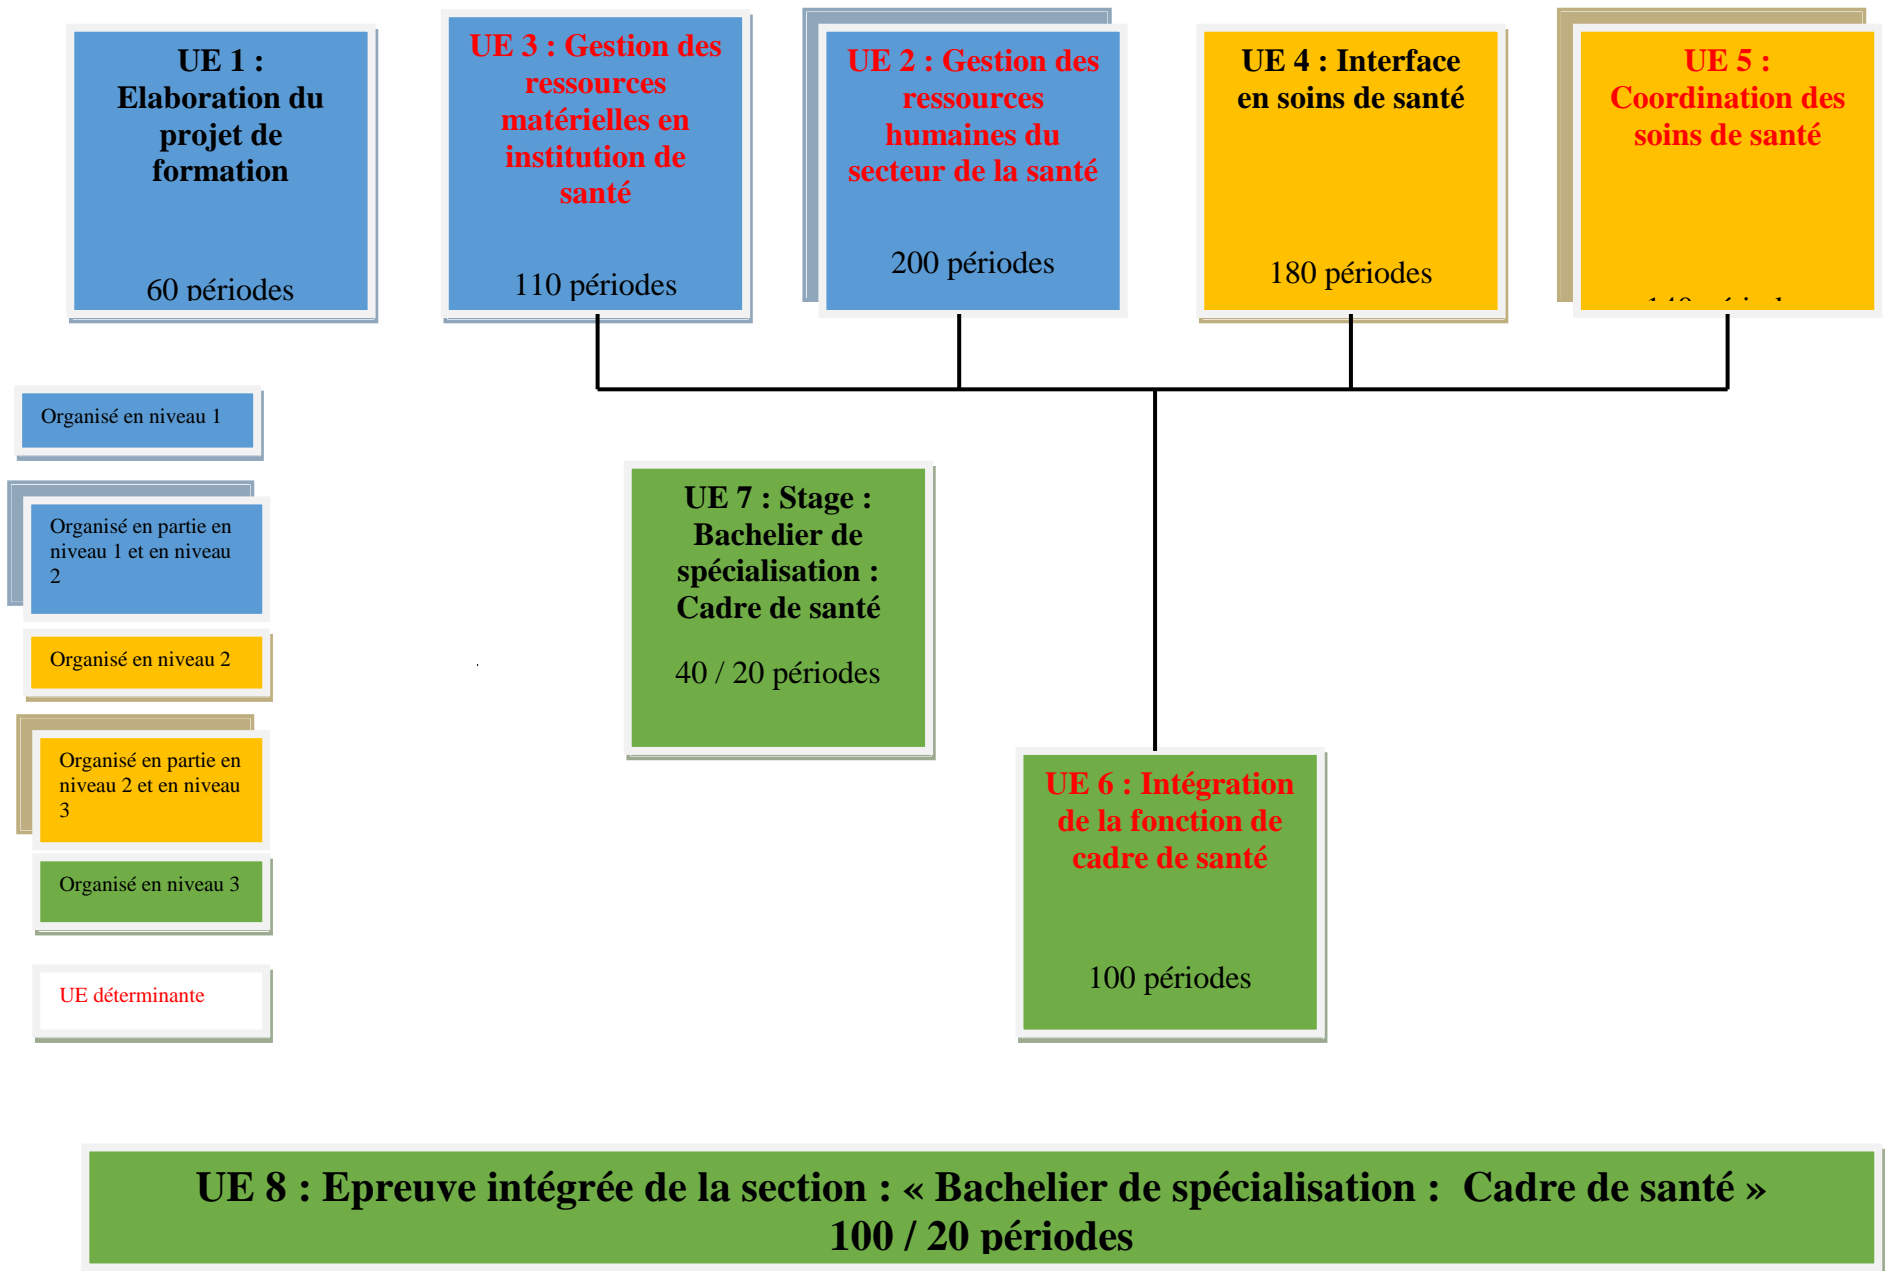 UE 1 :
Elaboration du
projet de
formation
60 périodes
UE 3 : Gestion des
ressources
matérielles en
institution de
santé
110 périodes
UE 2 : Gestion des
ressources
humaines du
secteur de la santé
200 périodes
UE 4 : Interface
en soins de santé
180 périodes
UE 5 :
Coordination des
soins de santé
Organisé en niveau 1
Organisé en partie en
niveau 1 et en niveau
2
Organisé en niveau 2
Organisé en partie en
niveau 2 et en niveau
3
Organisé en niveau 3
UE déterminante
UE 7 : Stage :
Bachelier de
spécialisation :
Cadre de santé
40 / 20 périodes
UE 6 : Intégration
de la fonction de
cadre de santé
100 périodes
UE 8 : Epreuve intégrée de la section : « Bachelier de spécialisation : Cadre de santé »
100 / 20 périodes